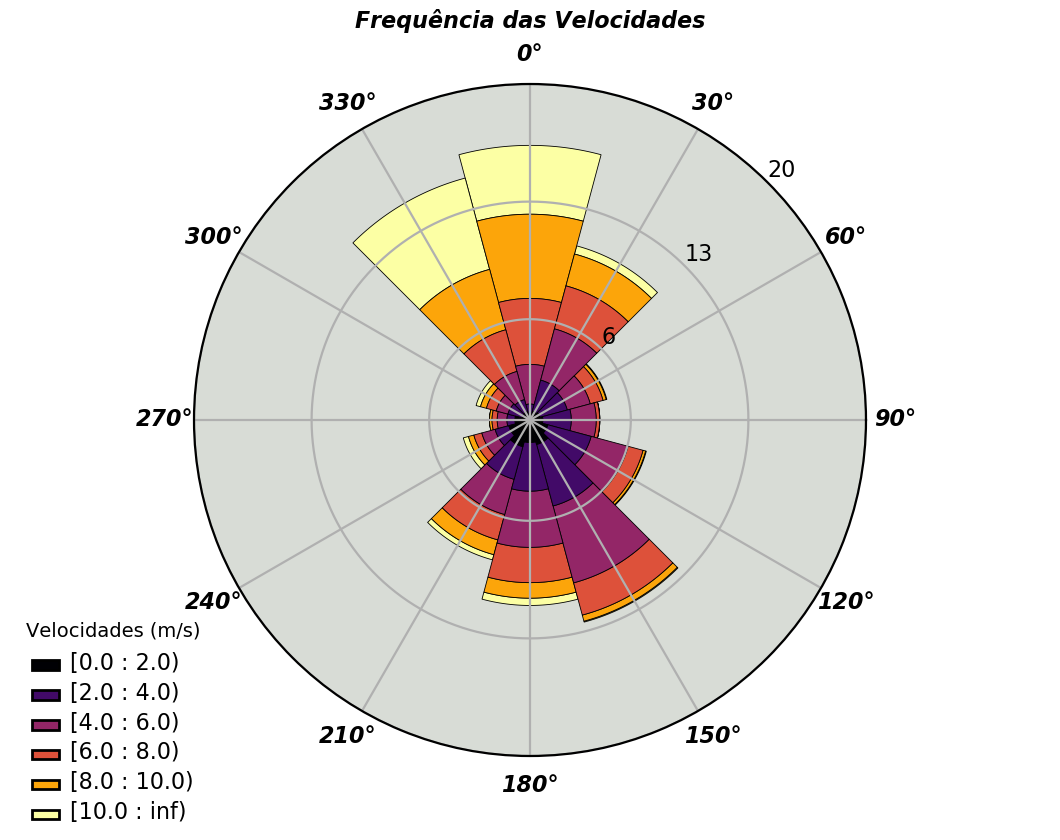 Frequência das Velocidades
0°
330°
30°
20
300°
60°
13
6
270°
90°
240°
120°
210°
150°
180°
Velocidades (m/s)
[0.0 : 2.0)
[2.0 : 4.0)
[4.0 : 6.0)
[6.0 : 8.0)
[8.0 : 10.0)
[10.0 : inf)